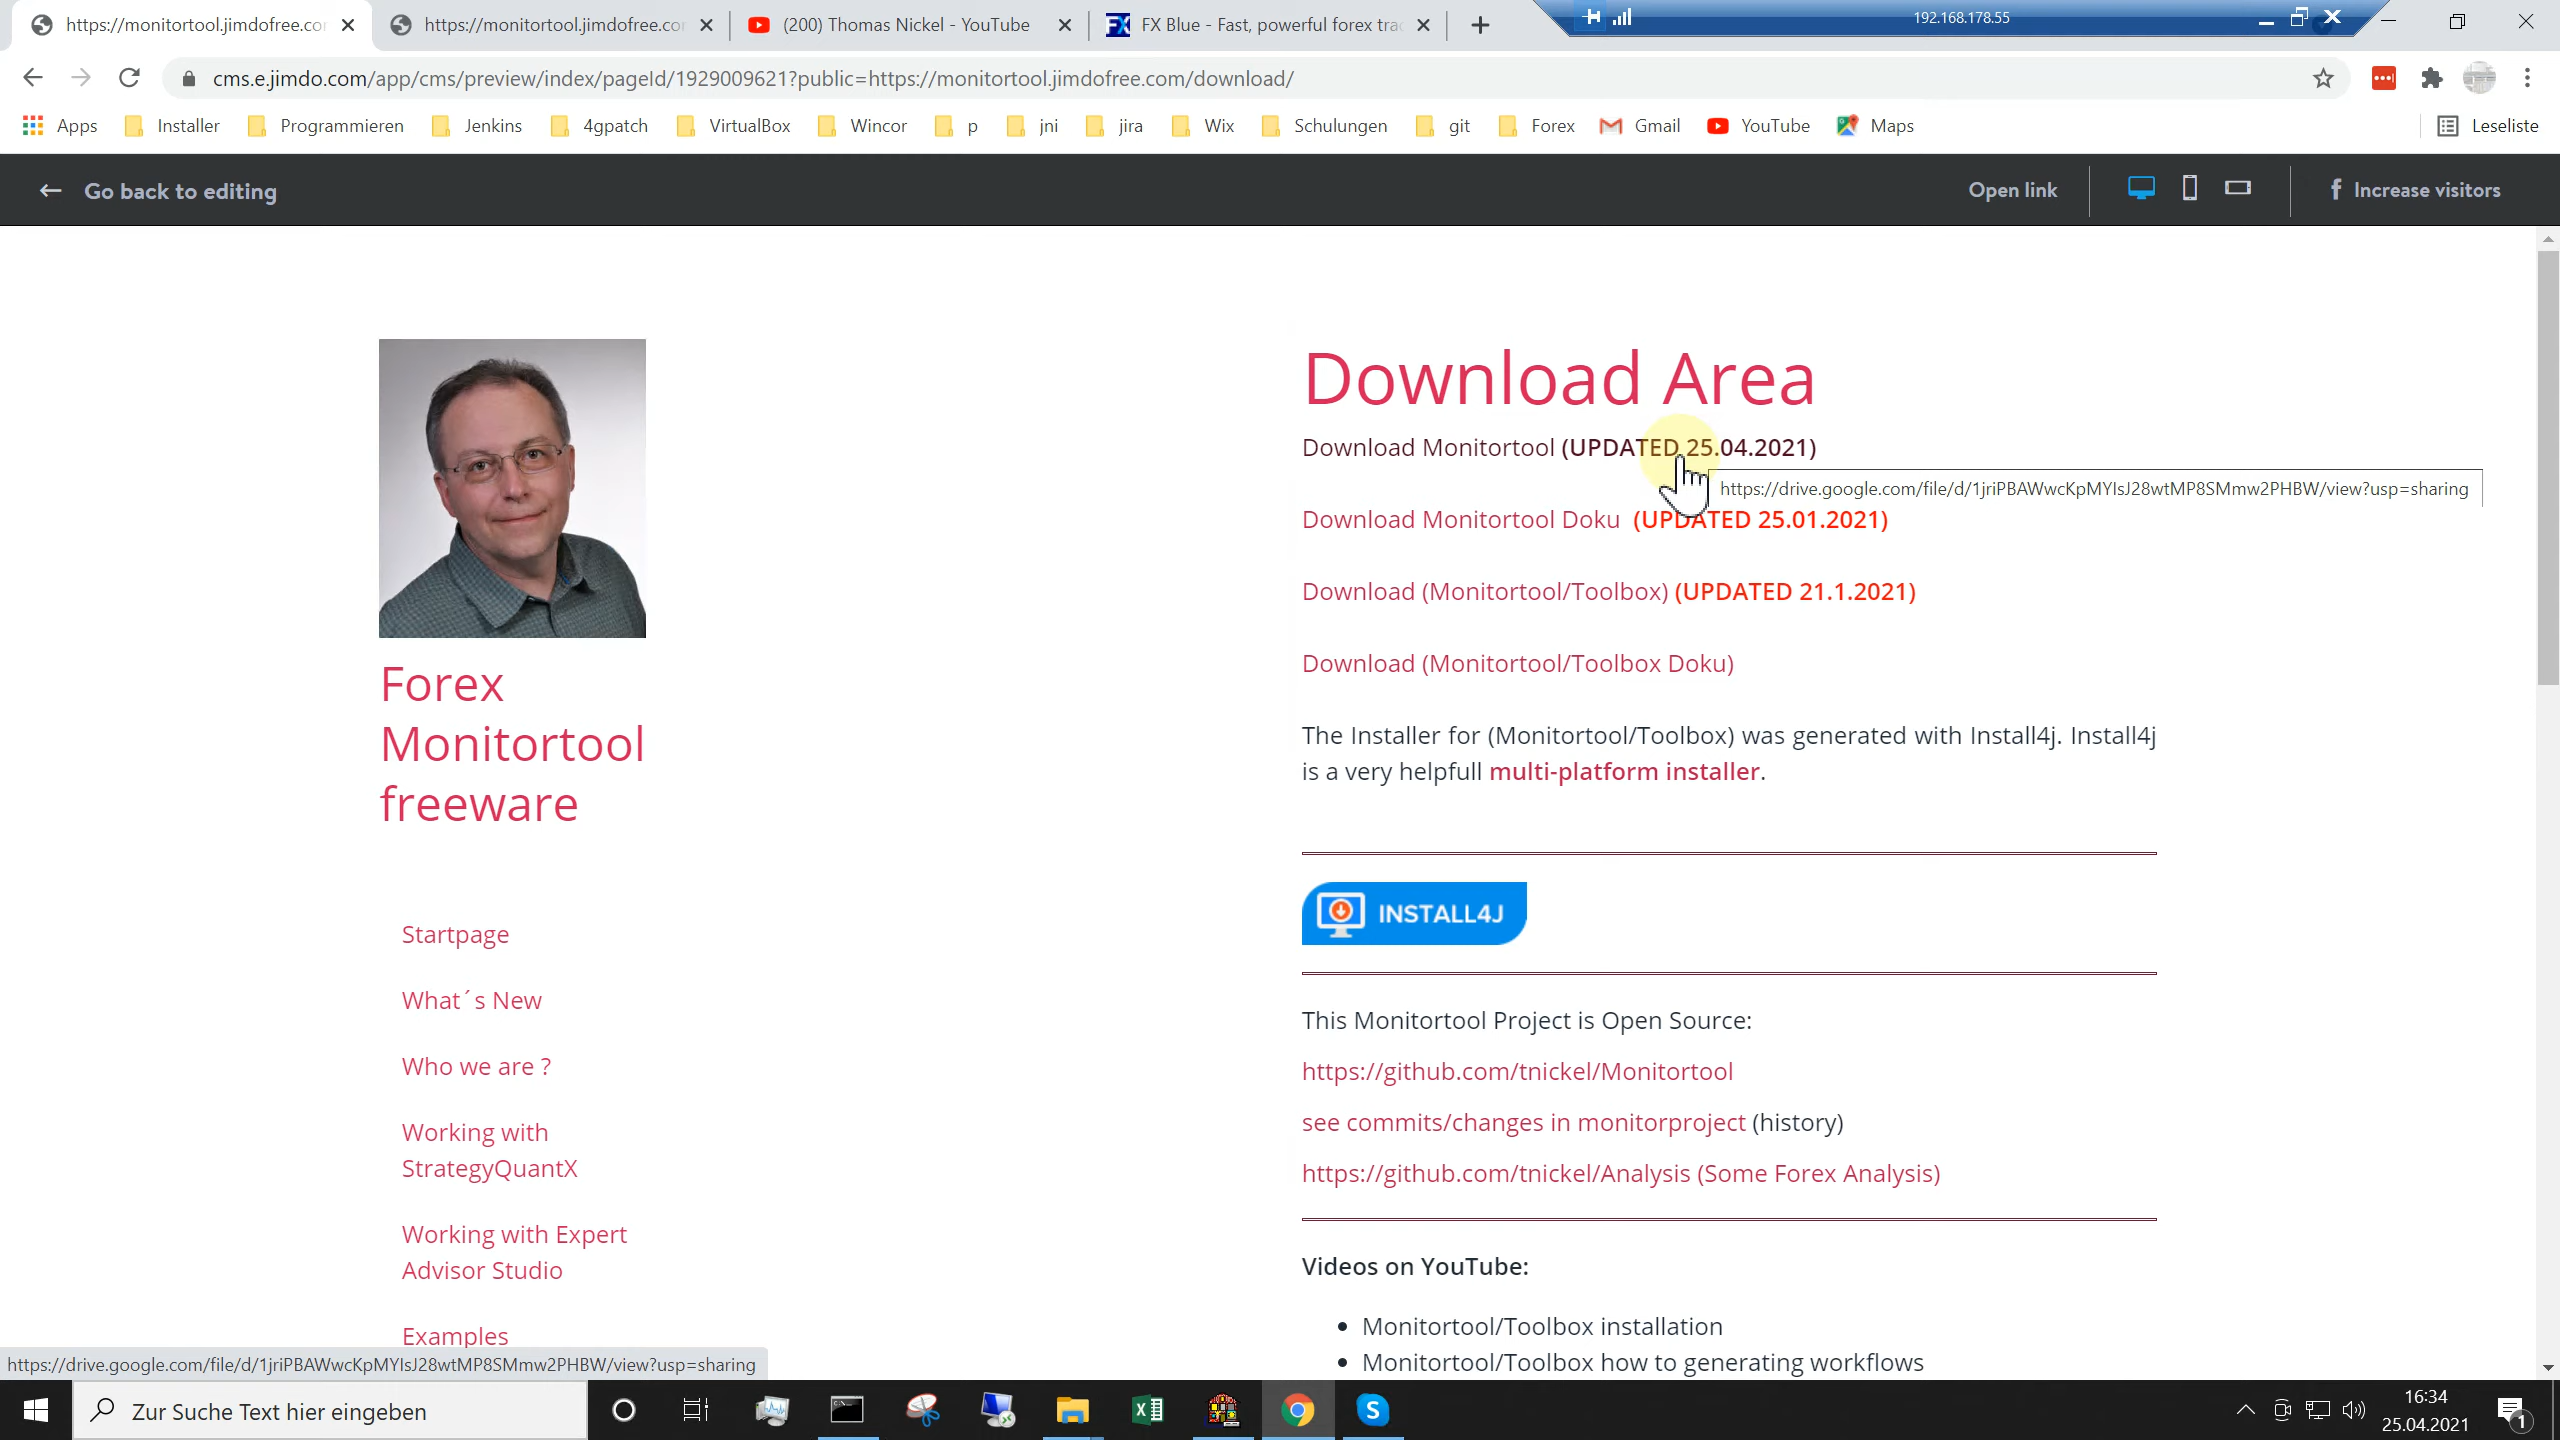 https://monitortool.jimdofree.cor
https://monitortool.jimdofree.cor
(200) Thomas Nickel - YouTube
FX Blue - Fast, powerful forex trac
192.168.178.55
cms.e.jimdo.com/app/cms/preview/index/pageId/1929009621?public=https://monitortool.jimdofree.com/download/
Apps
Installer
Programmieren
Jenkins
4gpatch
VirtualBox
Wincor
p
jni
jira
Wix
Schulungen
git
Forex
Gmail
YouTube
Maps
Leseliste
Go back to editing
Open link
Increase visitors
Download Area
Download Monitortool (UPDATED 25.04.2021)
https://drive.google.com/file/d/1jriPBAWwcKpMYIsJ28wtMP8SMmw2PHBW/view?usp=sharing
Download Monitortool Doku (UPDATED 25.01.2021)
Download (Monitortool/Toolbox) (UPDATED 21.1.2021)
Download (Monitortool/Toolbox Doku)
The Installer for (Monitortool/Toolbox) was generated with Install4j. Install4j
is a very helpfull multi-platform installer.
INSTALL4J
This Monitortool Project is Open Source:
https://github.com/tnickel/Monitortool
see commits/changes in monitorproject (history)
https://github.com/tnickel/Analysis (Some Forex Analysis)
Videos on YouTube:
• Monitortool/Toolbox installation
• Monitortool/Toolbox how to generating workflows
Forex
Monitortool
freeware
Startpage
What´s New
Who we are ?
Working with
StrategyQuantX
Working with Expert
Advisor Studio
Examples
https://drive.google.com/file/d/1jriPBAWwcKpMYIsJ28wtMP8SMmw2PHBW/view?usp=sharing
Zur Suche Text hier eingeben
16:34
25.04.2021
1